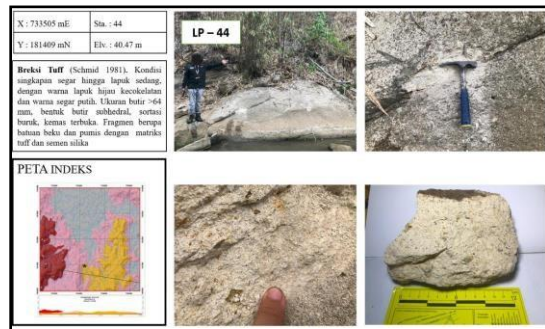 X : 733505 mE
Sta. : 44
Y : 181409 mN
Elv. : 40.47 m
Breksi Tuff (Schmid 1981). Kondisi
singkapan segar hingga lapuk sedang,
dengan warna lapuk hijau kecokelatan
dan warna segar putih. Ukuran butir >64
mm, bentuk butir subhedral, sortasi
buruk, kemas terbuka. Fragmen berupa
batuan beku dan pumis dengan matriks
tuff dan semen silika
PETA INDEKS
LP – 44